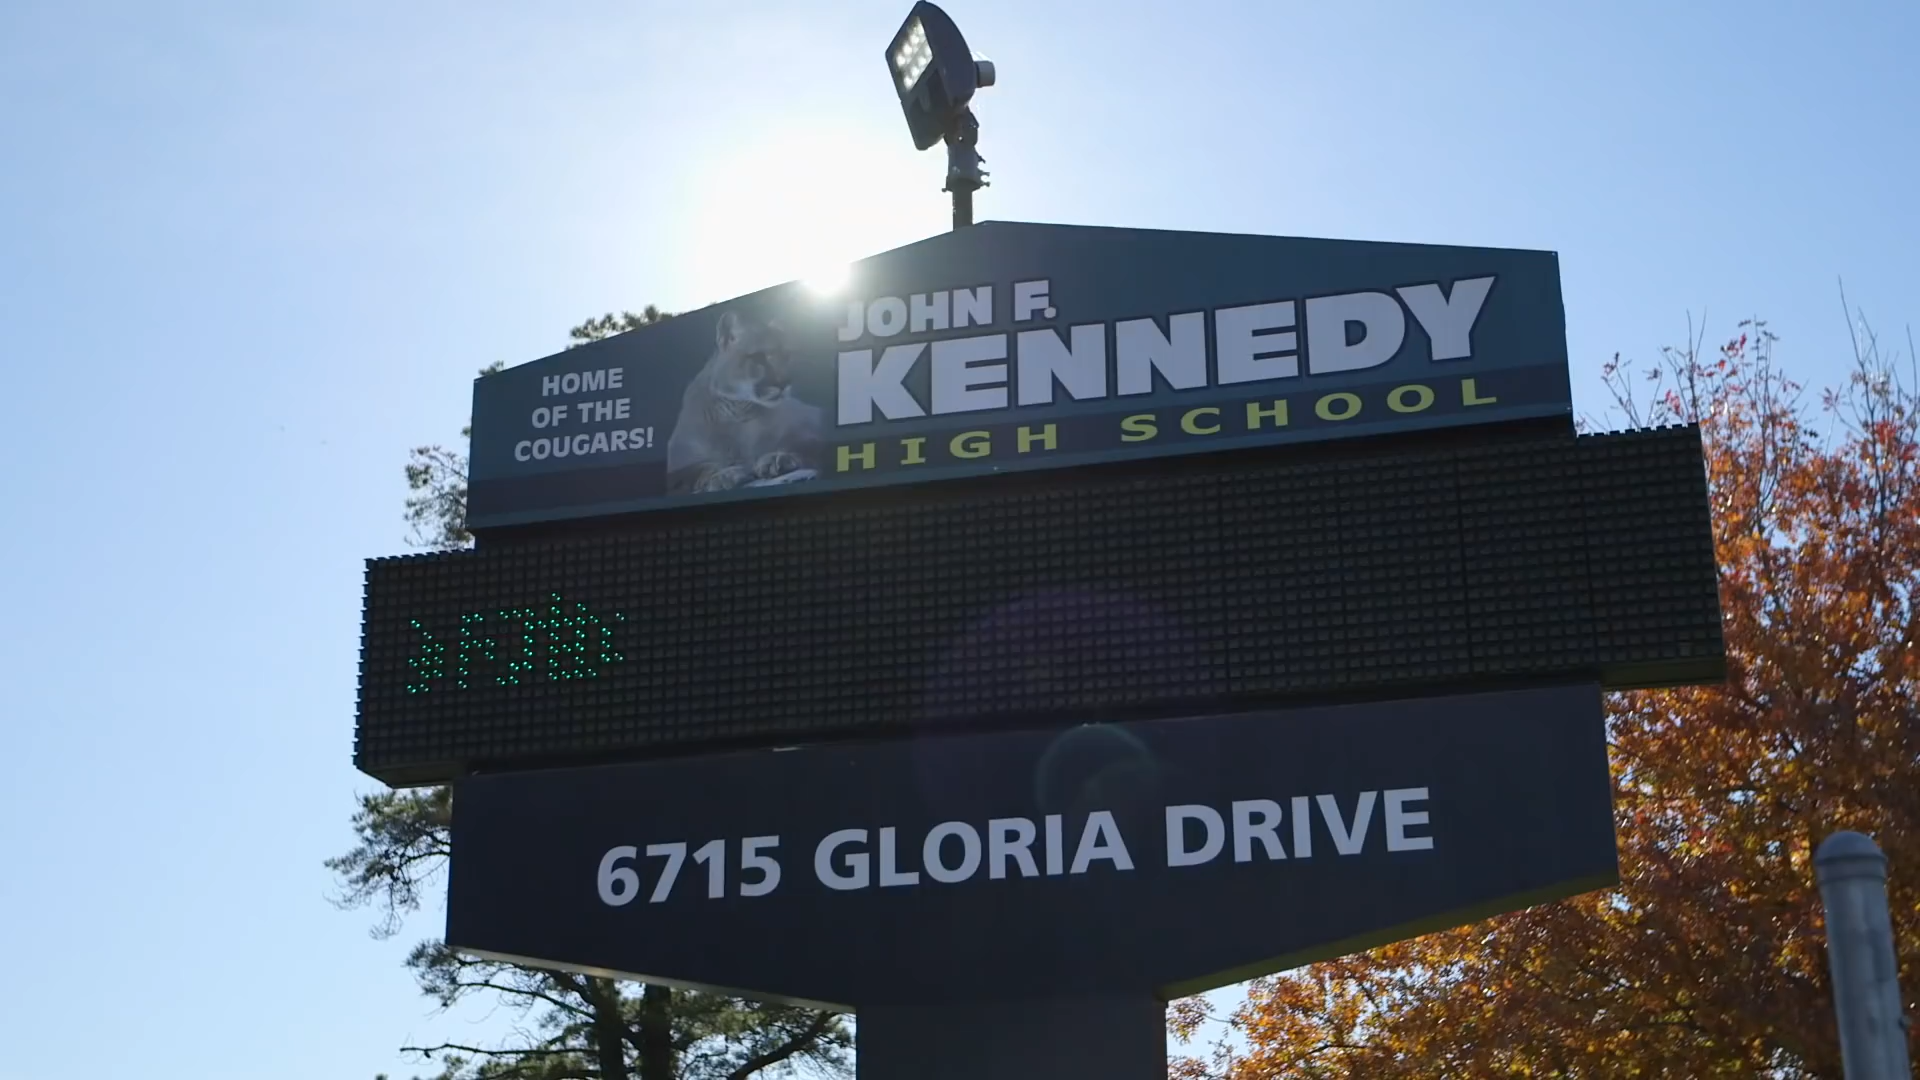 HOME
OF THE
COUGARS!
JOHN F.
KENNEDY
HIGH SCHOOL
6715 GLORIA DRIVE